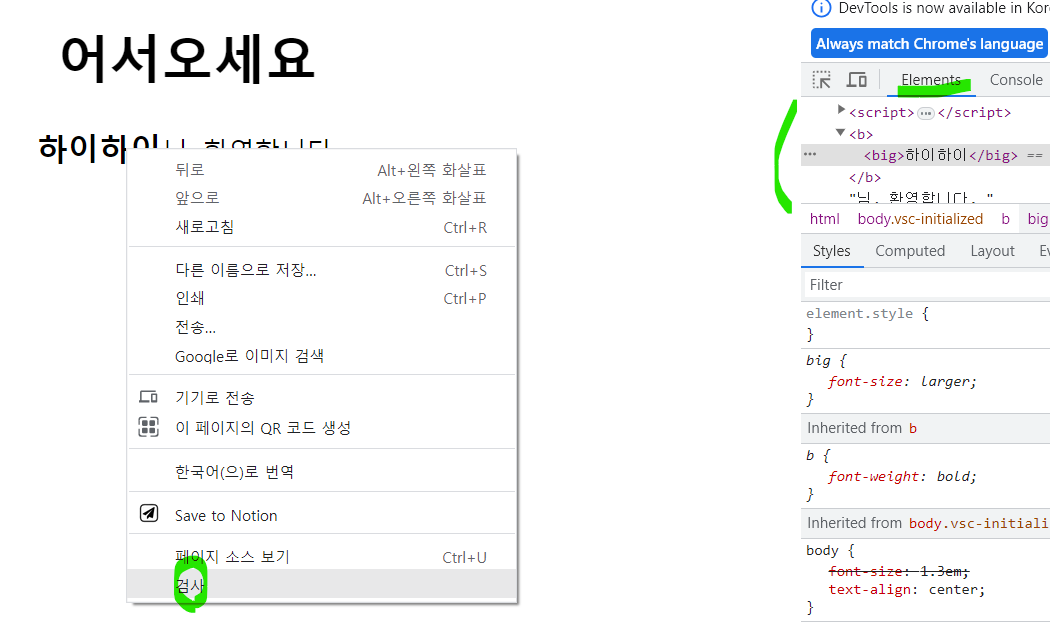 어서오세요
하이하이님, 환영합니다.
뒤로 Alt+왼쪽 화살표
앞으로 Alt+오른쪽 화살표
새로고침 Ctrl+R
다른 이름으로 저장... Ctrl+S
인쇄 Ctrl+P
전송...
Google로 이미지 검색
기기로 전송
이 페이지의 QR 코드 생성
한국어(으)로 번역
Save to Notion
페이지 소스 보기 Ctrl+U
검사
DevTools is now available in Kor
Always match Chrome's language
Elements Console
<script>…</script>
<b>
<big>하이하이</big> ==
</b>
"님, 환영합니다."
html body.vsc-initialized b big
Styles Computed Layout Ev
Filter
element.style {
}
big {
font-size: larger;
}
Inherited from b
b {
font-weight: bold;
}
Inherited from body.vsc-initiali
body {
font-size: 1.3em;
text-align: center;
}